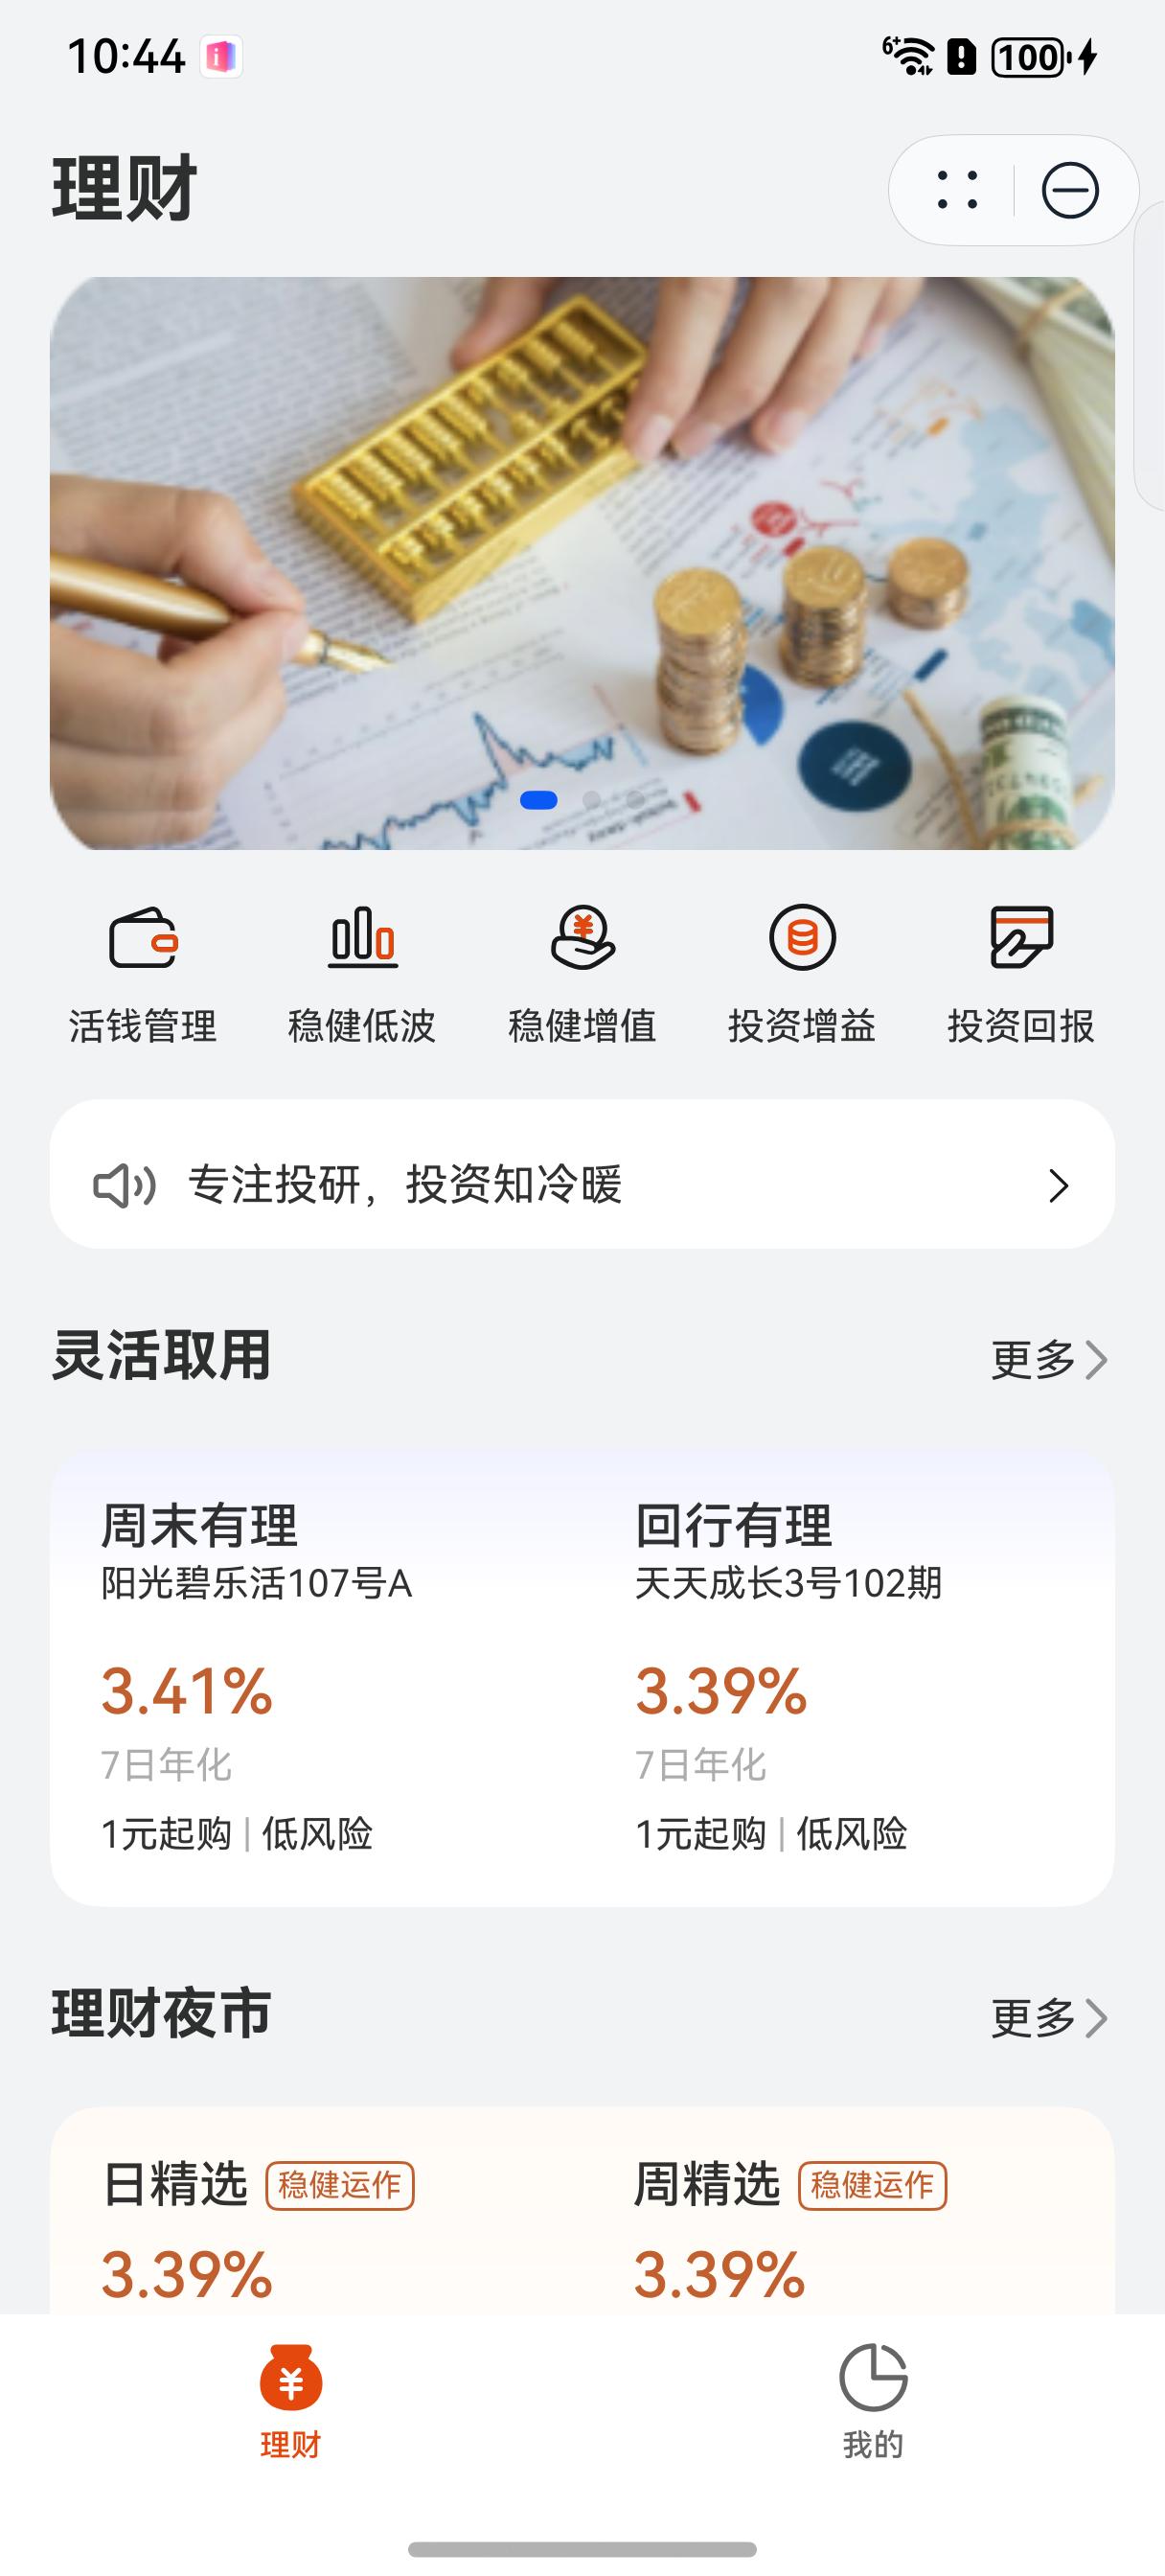 10:44
100
理财
活钱管理
稳健低波
稳健增值
投资增益
投资回报
专注投研，投资知冷暖
灵活取用
更多
周末有理
回行有理
阳光碧乐活107号A
天天成长3号102期
3.41%
3.39%
7日年化
7日年化
1元起购 | 低风险
1元起购 | 低风险
理财夜市
更多
日精选 稳健运作
周精选 稳健运作
3.39%
3.39%
理财
我的